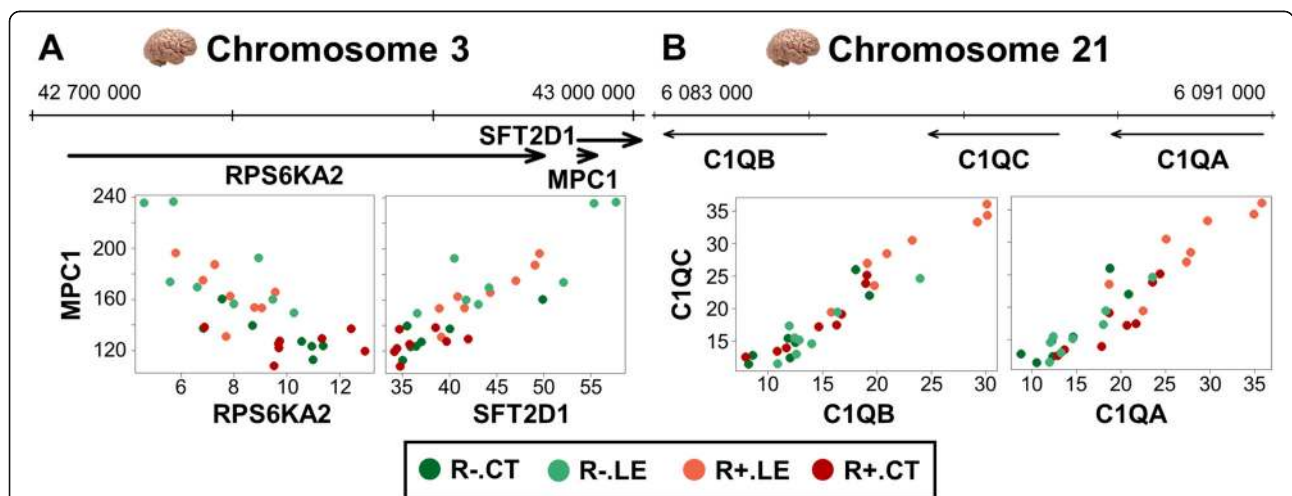 A Chromosome 3
42 700 000 43 000 000
SFT2D1
RPS6KA2 MPC1
240
200
160
120
MPC1
6 8 10 12
RPS6KA2
35 40 45 50 55
SFT2D1
B Chromosome 21
6 083 000 6 091 000
C1QB C1QC C1QA
35
30
25
20
15
C1QC
10 15 20 25 30
C1QB
10 15 20 25 30 35
C1QA
R-.CT R-.LE R+.LE R+.CT